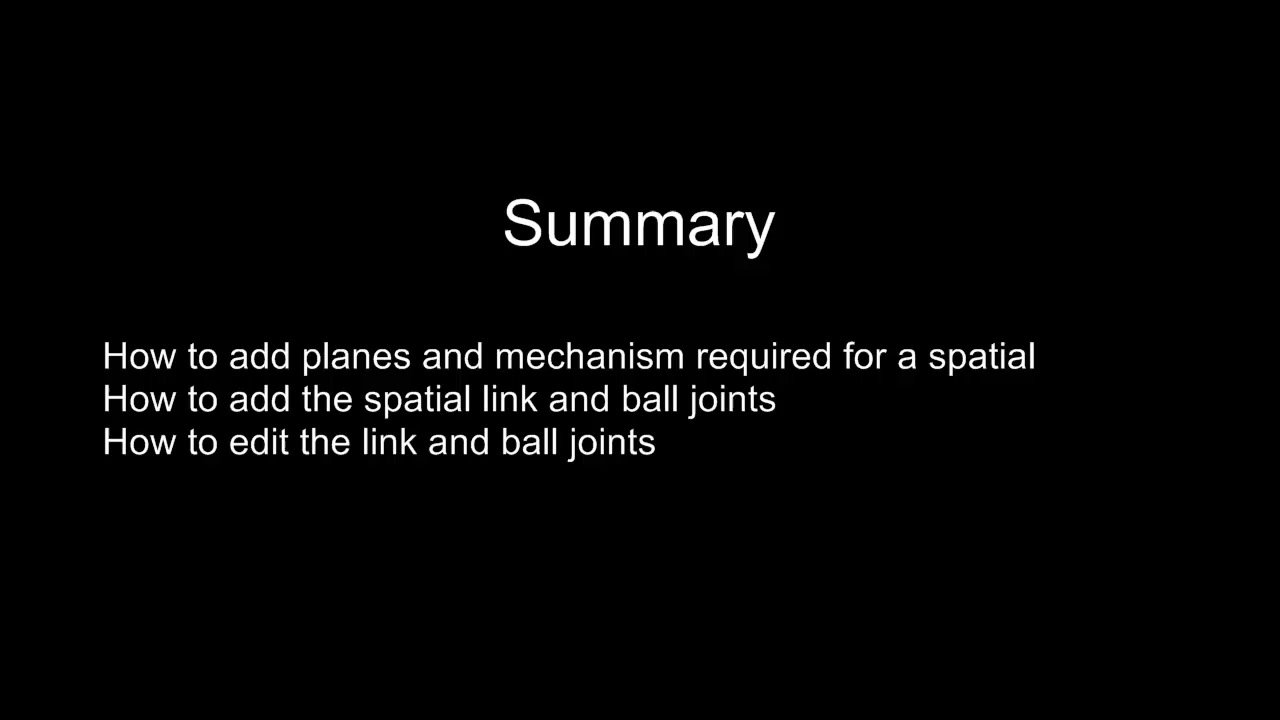 Summary
How to add planes and mechanism required for a spatial
How to add the spatial link and ball joints
How to edit the link and ball joints